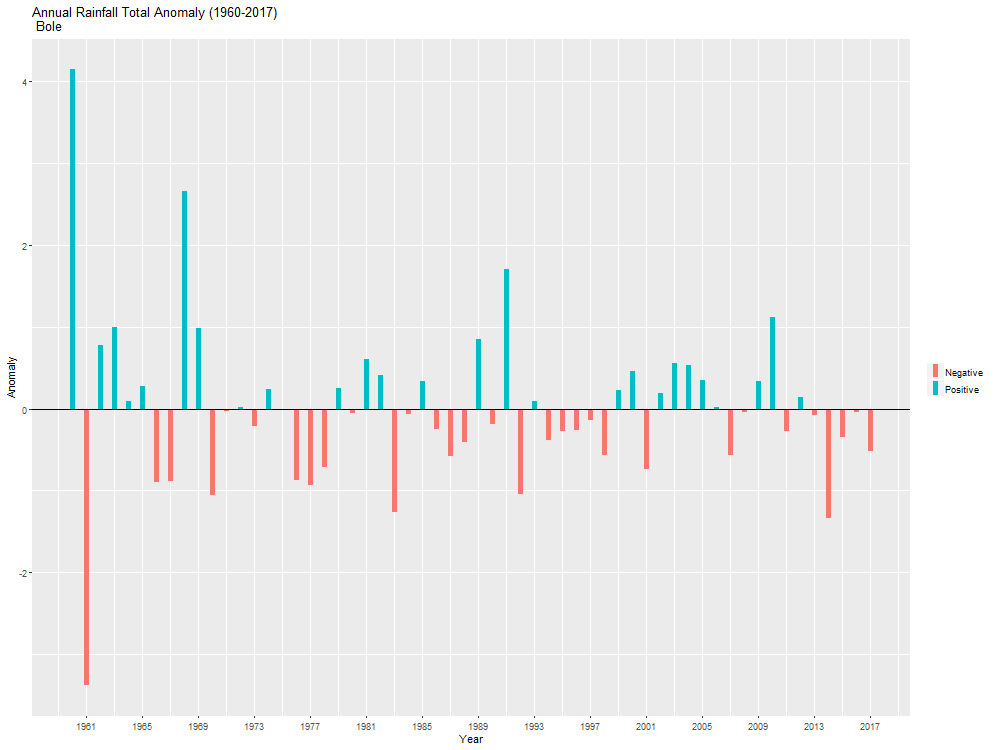 Annual Rainfall Total Anomaly (1960-2017)
Bole
4
2
0
-2
Anomaly
1961 1965 1969 1973 1977 1981 1985 1989 1993 1997 2001 2005 2009 2013 2017
Year
Negative
Positive